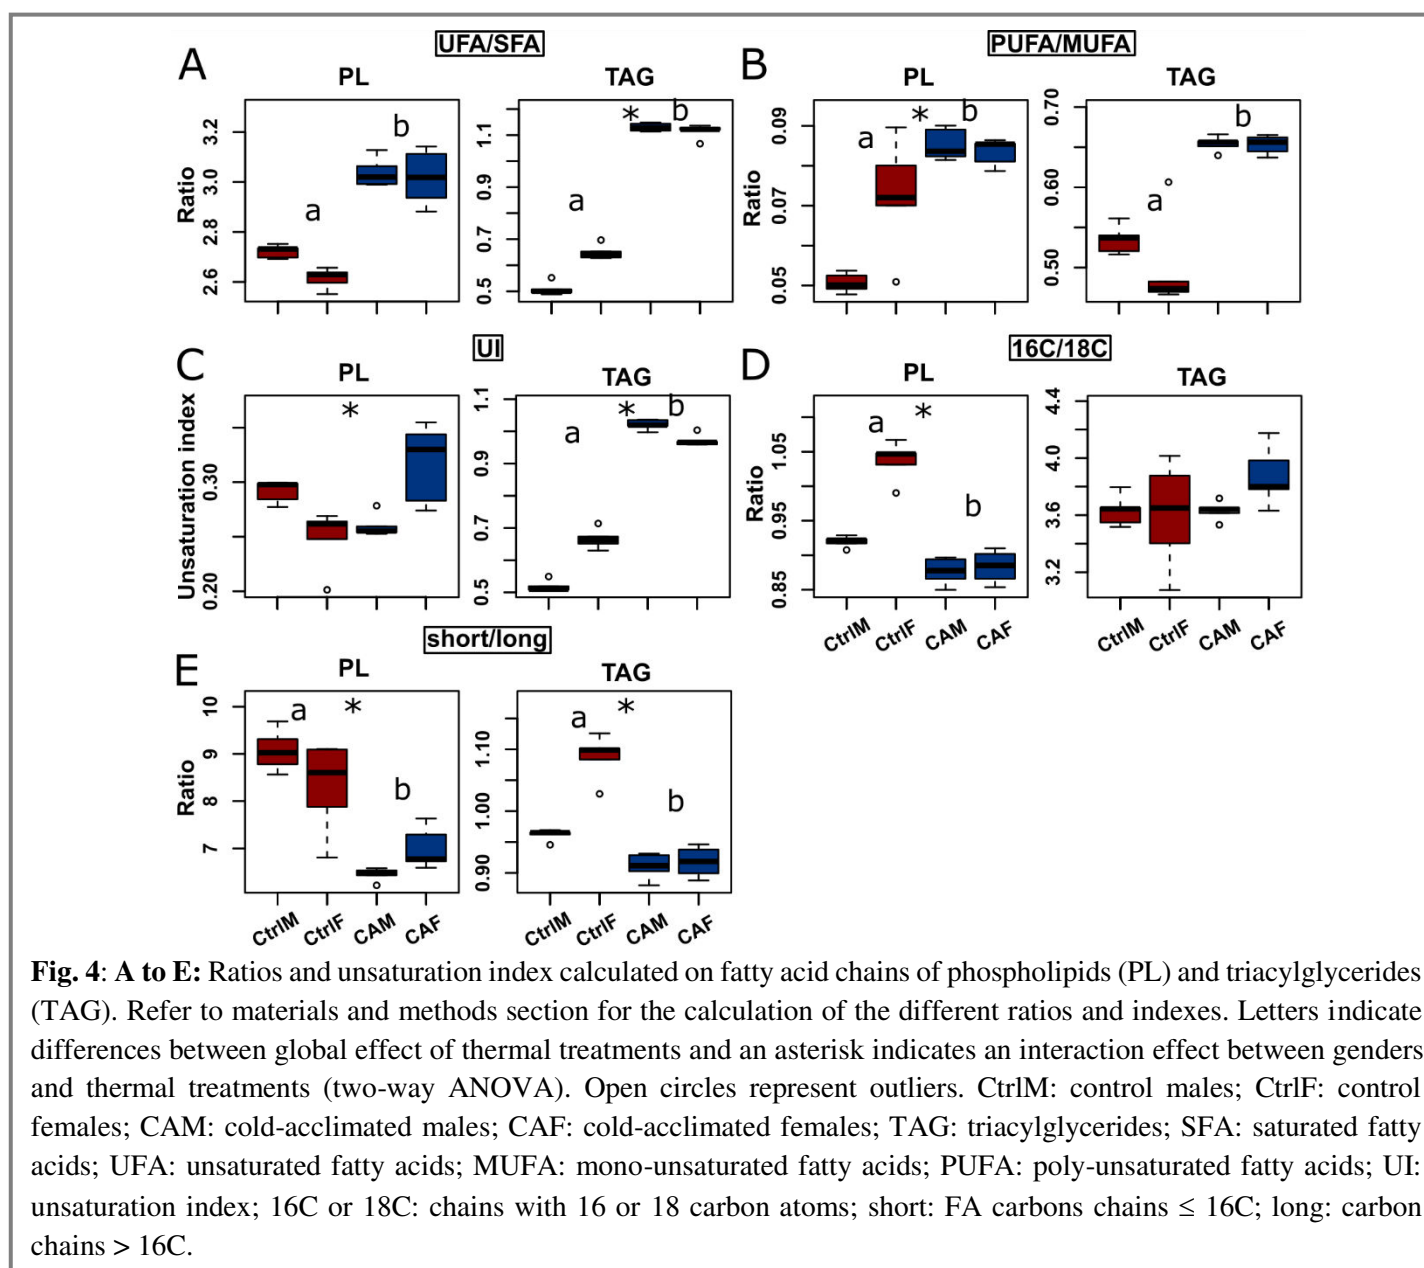 UFA/SFA
A
PL
TAG
Ratio
3.2
3.0
2.8
2.6
a
b
1.1
0.9
0.7
0.5
a
*
b
PUFA/MUFA
B
PL
TAG
Ratio
0.09
0.07
0.05
a
*
b
0.70
0.60
0.50
a
b
UI
C
PL
TAG
Unsaturation index
0.30
0.20
*
1.1
0.9
0.7
0.5
a
*
b
16C/18C
D
PL
TAG
Ratio
1.05
0.95
0.85
a
*
b
CtrlM
CtrlF
CAM
CAF
4.4
4.0
3.6
3.2
CtrlM
CtrlF
CAM
CAF
short/long
E
PL
TAG
Ratio
10
9
8
7
a
*
b
CtrlM
CtrlF
CAM
CAF
1.10
1.00
0.90
a
*
b
CtrlM
CtrlF
CAM
CAF
Fig. 4: A to E: Ratios and unsaturation index calculated on fatty acid chains of phospholipids (PL) and triacylglycerides
(TAG). Refer to materials and methods section for the calculation of the different ratios and indexes. Letters indicate
differences between global effect of thermal treatments and an asterisk indicates an interaction effect between genders
and thermal treatments (two-way ANOVA). Open circles represent outliers. CtrlM: control males; CtrlF: control
females; CAM: cold-acclimated males; CAF: cold-acclimated females; TAG: triacylglycerides; SFA: saturated fatty
acids; UFA: unsaturated fatty acids; MUFA: mono-unsaturated fatty acids; PUFA: poly-unsaturated fatty acids; UI:
unsaturation index; 16C or 18C: chains with 16 or 18 carbon atoms; short: FA carbons chains ≤ 16C; long: carbon
chains > 16C.